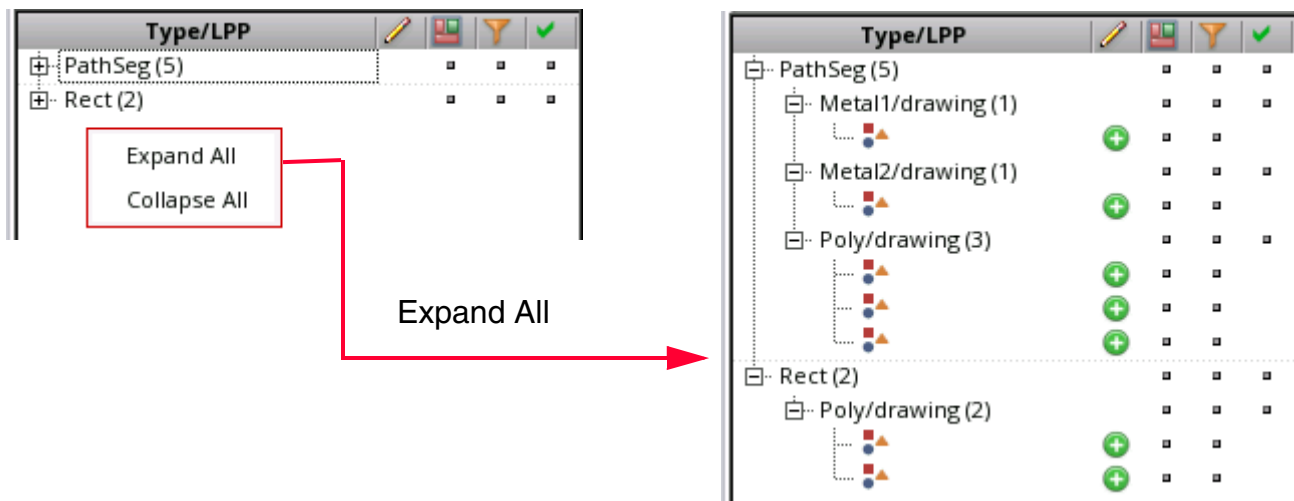 Type/LPP
PathSeg (5)
Rect (2)
Expand All
Collapse All
Expand All
Type/LPP
PathSeg (5)
Metal1/drawing (1)
Metal2/drawing (1)
Poly/drawing (3)
Rect (2)
Poly/drawing (2)